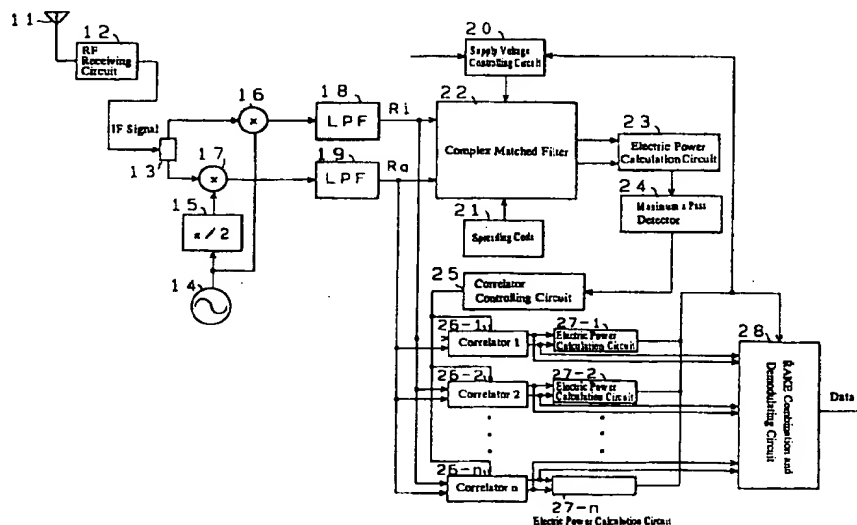 11
12
RF
Receiving
Circuit
IF Signal
13
14
15
π/2
16
×
17
×
18
LPF
Ri
19
LPF
Rq
20
Supply Voltage
Controlling Circuit
22
Complex Matched Filter
21
Spreading Code
23
Electric Power
Calculation Circuit
24
Maximum a Pass
Detector
25
Correlator
Controlling Circuit
26-1
Correlator 1
27-1
Electric Power
Calculation Circuit
26-2
Correlator 2
27-2
Electric Power
Calculation Circuit
26-n
Correlator n
27-n
Electric Power Calculation Circuit
28
RAKE Combination and
Demodulating Circuit
Data